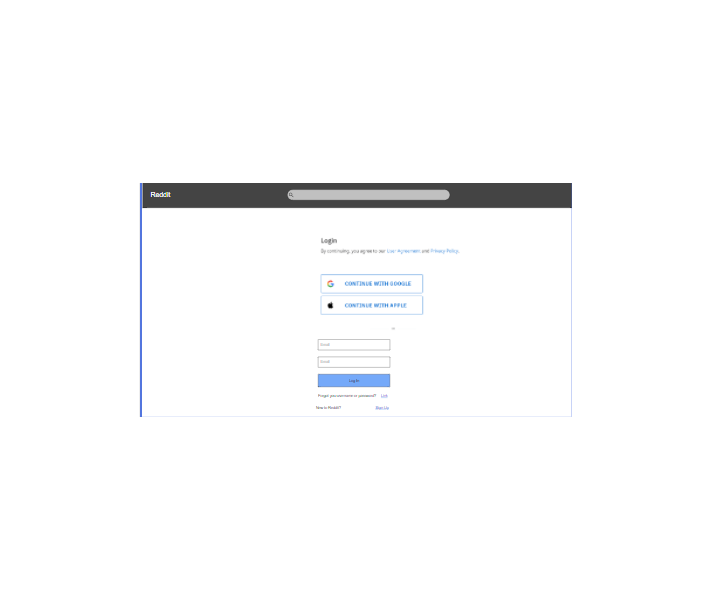 Reddit
Login
By continuing, you agree to our User Agreement and Privacy Policy.
CONTINUE WITH GOOGLE
CONTINUE WITH APPLE
Email
Email
Log In
Forgot your username or password? Link
New to Reddit? Sign Up